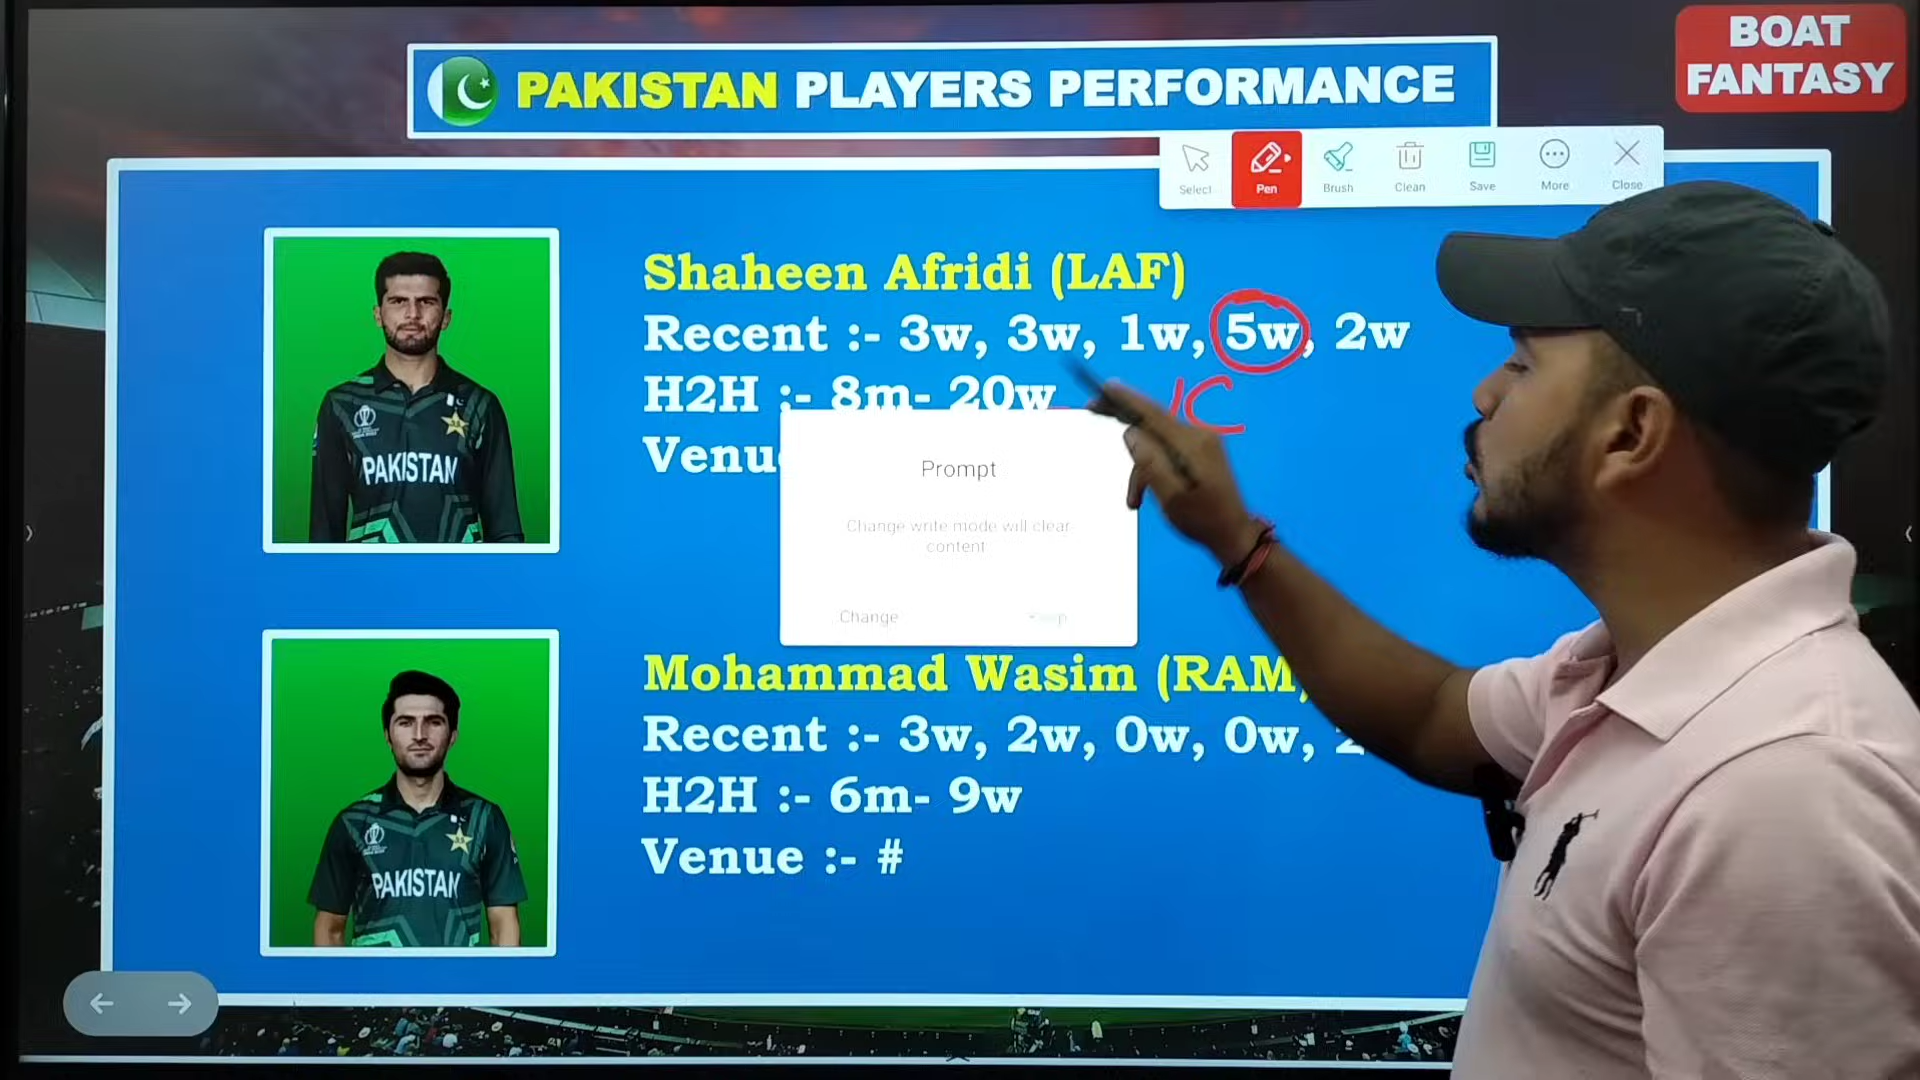 BOAT
FANTASY
PAKISTAN PLAYERS PERFORMANCE
Select Pen Brush Clean Save More Close
Shaheen Afridi (LAF)
Recent :- 3w, 3w, 1w, 5w, 2w
H2H :- 8m- 20w
Venue
Prompt
Change write mode will clear
content
Change
PAKISTAN
Mohammad Wasim (RAM)
Recent :- 3w, 2w, 0w, 0w,
H2H :- 6m- 9w
Venue :- #
PAKISTAN